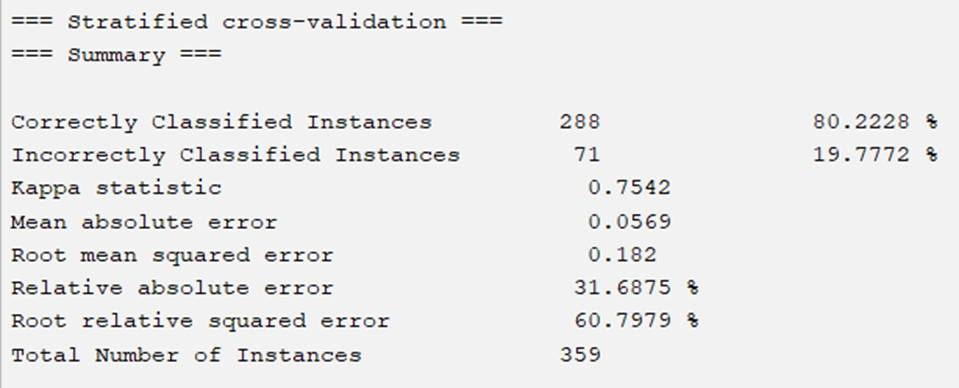 === Stratified cross-validation ===
=== Summary ===
Correctly Classified Instances 288 80.2228 %
Incorrectly Classified Instances 71 19.7772 %
Kappa statistic 0.7542
Mean absolute error 0.0569
Root mean squared error 0.182
Relative absolute error 31.6875 %
Root relative squared error 60.7979 %
Total Number of Instances 359